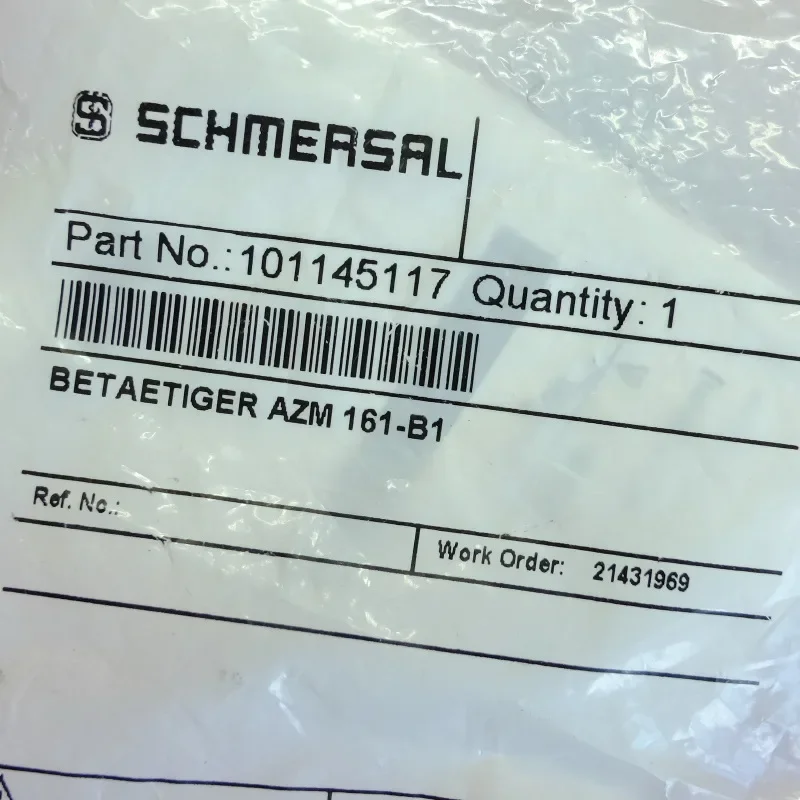 SCHMERSAL
Part No.:101145117 Quantity: 1
BETAETIGER AZM 161-B1
Ref. No.:
Work Order: 21431969